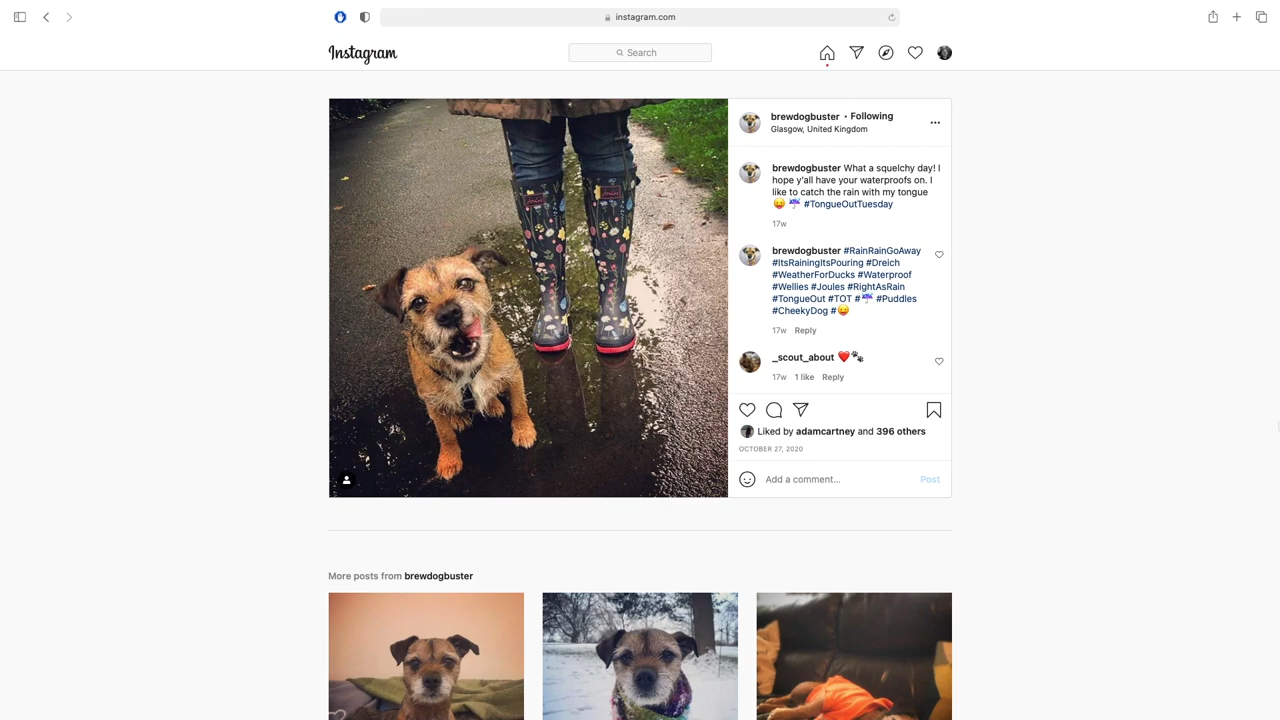 instagram.com
Instagram
Search
brewdogbuster • Following
Glasgow, United Kingdom
brewdogbuster What a squelchy day! I
hope y'all have your waterproofs on. I
like to catch the rain with my tongue
😛 ☔ #TongueOutTuesday
17w
brewdogbuster #RainRainGoAway
#ItsRainingItsPouring #Dreich
#WeatherForDucks #Waterproof
#Wellies #Joules #RightAsRain
#TongueOut #TOT #☔ #Puddles
#CheekyDog #😛
17w Reply
_scout_about ❤️🐾
17w 1 like Reply
Liked by adamcartney and 396 others
OCTOBER 27, 2020
Add a comment... Post
More posts from brewdogbuster